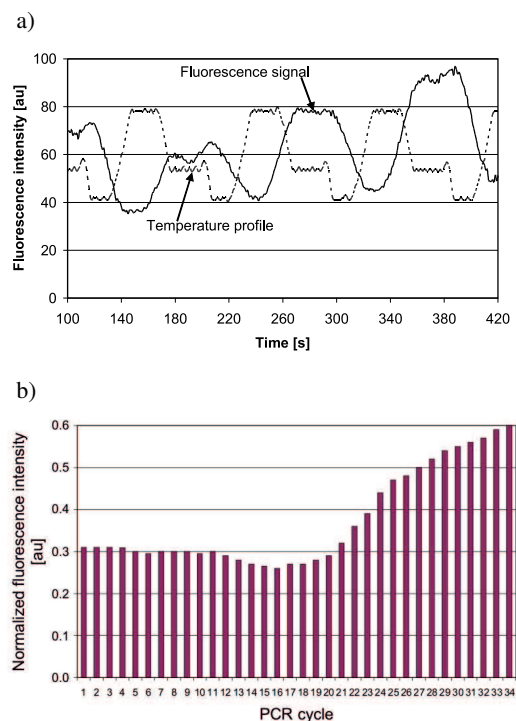 a)
Fluorescence intensity [au]
100
80
60
40
20
0
Fluorescence signal
Temperature profile
100 140 180 220 260 300 340 380 420
Time [s]
b)
Normalized fluorescence intensity
[au]
0.6
0.5
0.4
0.3
0.2
0.1
0.0
1 2 3 4 5 6 7 8 9 10 11 12 13 14 15 16 17 18 19 20 21 22 23 24 25 26 27 28 29 30 31 32 33 34
PCR cycle